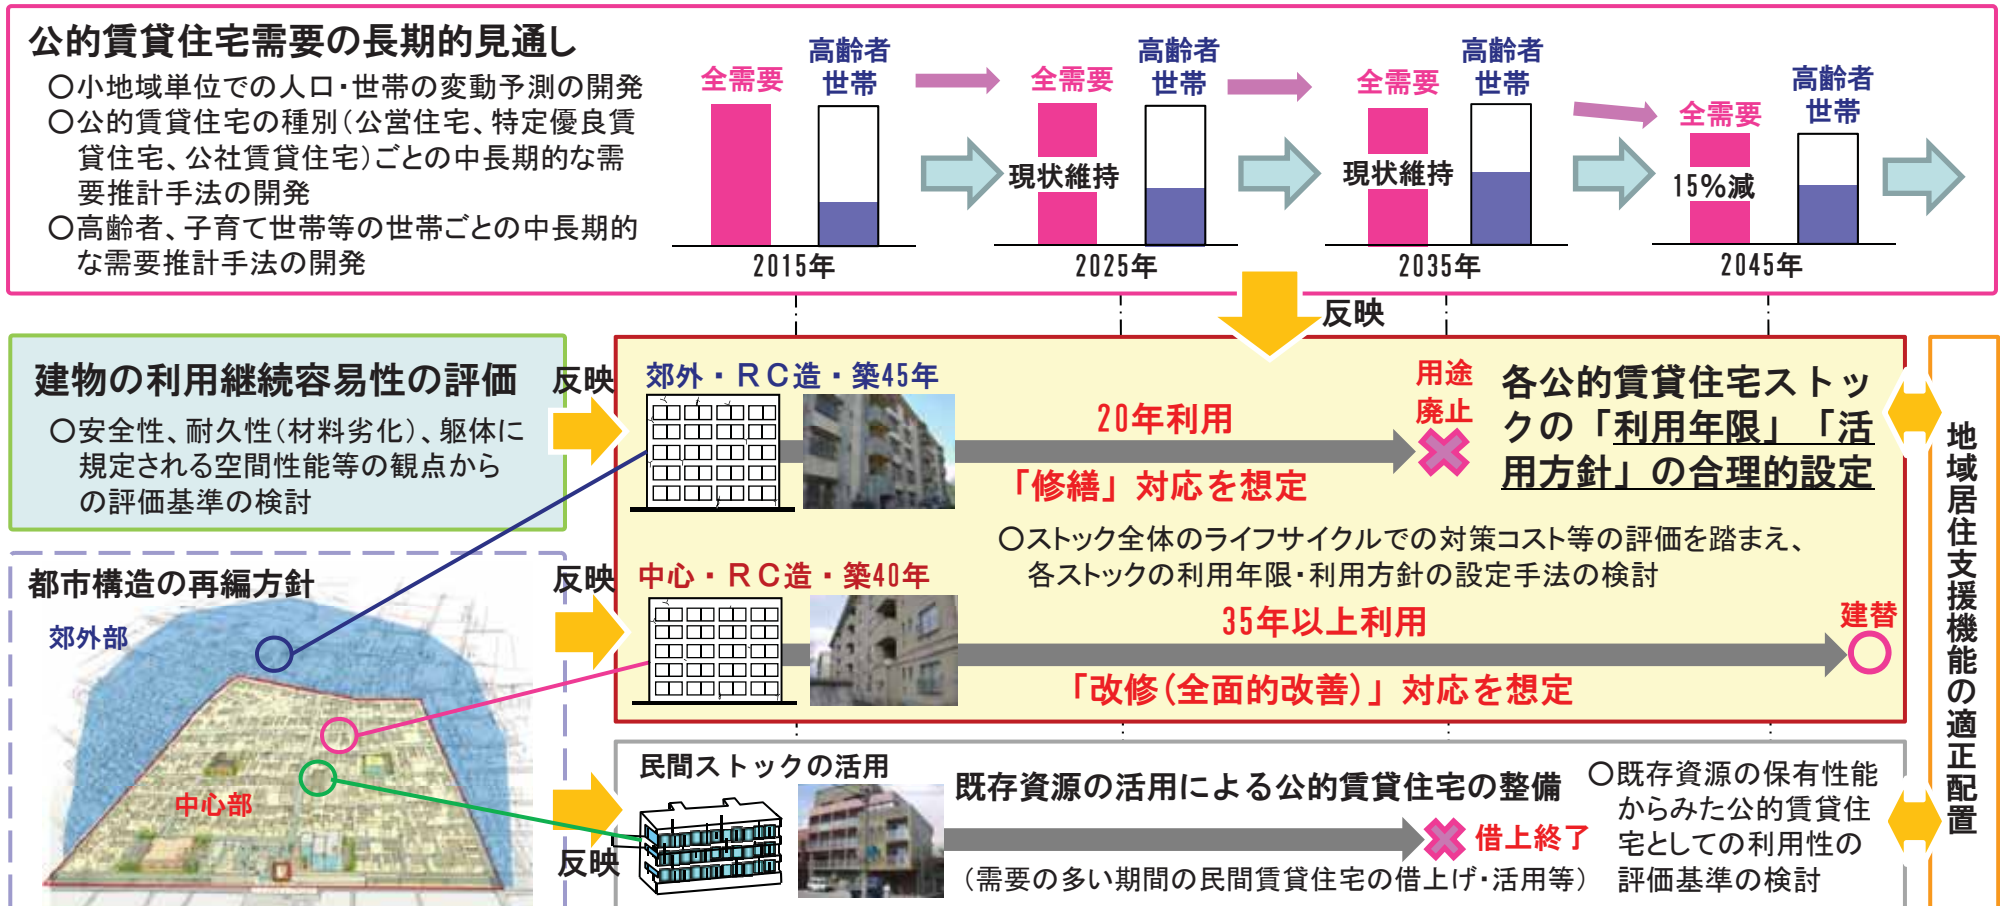 公的賃貸住宅需要の長期的見通し
○小地域単位での人口・世帯の変動予測の開発
○公的賃貸住宅の種別（公営住宅、特定優良賃
貸住宅、公社賃貸住宅）ごとの中長期的な需
要推計手法の開発
○高齢者、子育て世帯等の世帯ごとの中長期的
な需要推計手法の開発
全需要
高齢者
世帯
2015年
全需要
高齢者
世帯
現状維持
2025年
全需要
高齢者
世帯
現状維持
2035年
全需要
高齢者
世帯
15%減
2045年
反映
建物の利用継続容易性の評価
○安全性、耐久性（材料劣化）、躯体に
規定される空間性能等の観点から
の評価基準の検討
反映
郊外・ＲＣ造・築45年
20年利用
「修繕」対応を想定
用途
廃止
各公的賃貸住宅ストッ
クの「利用年限」「活
用方針」の合理的設定
○ストック全体のライフサイクルでの対策コスト等の評価を踏まえ、
各ストックの利用年限・利用方針の設定手法の検討
都市構造の再編方針
郊外部
中心部
反映
中心・ＲＣ造・築40年
35年以上利用
「改修（全面的改善）」対応を想定
建替
反映
民間ストックの活用
既存資源の活用による公的賃貸住宅の整備
借上終了
（需要の多い期間の民間賃貸住宅の借上げ・活用等）
○既存資源の保有性能
からみた公的賃貸住
宅としての利用性の
評価基準の検討
地域居住支援機能の適正配置